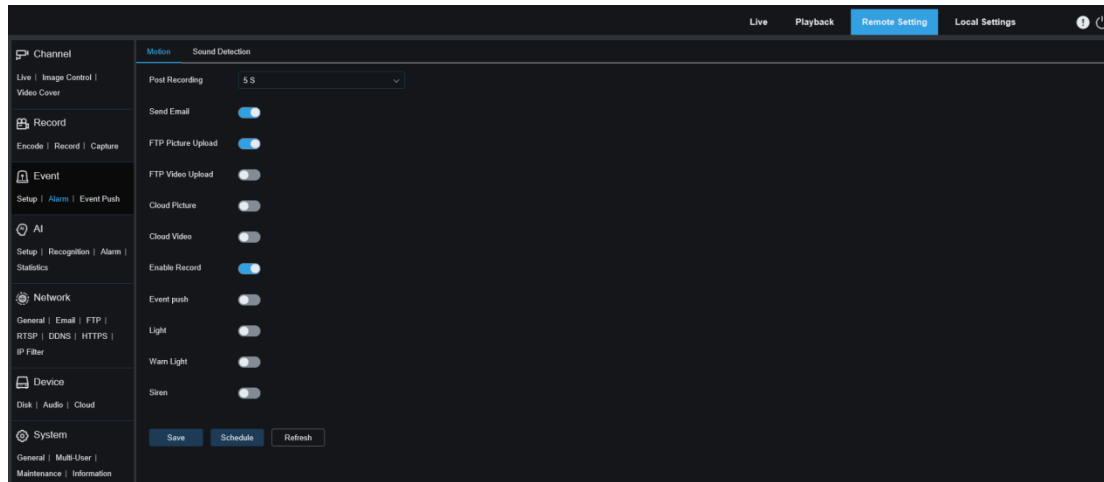 Live Playback Remote Setting Local Settings
Channel
Live | Image Control |
Video Cover
Record
Encode | Record | Capture
Event
Setup | Alarm | Event Push
AI
Setup | Recognition | Alarm |
Statistics
Network
General | Email | FTP |
RTSP | DDNS | HTTPS |
IP Filter
Device
Disk | Audio | Cloud
System
General | Multi-User |
Maintenance | Information
Motion Sound Detection
Post Recording 5 S
Send Email
FTP Picture Upload
FTP Video Upload
Cloud Picture
Cloud Video
Enable Record
Event push
Light
Warn Light
Siren
Save Schedule Refresh